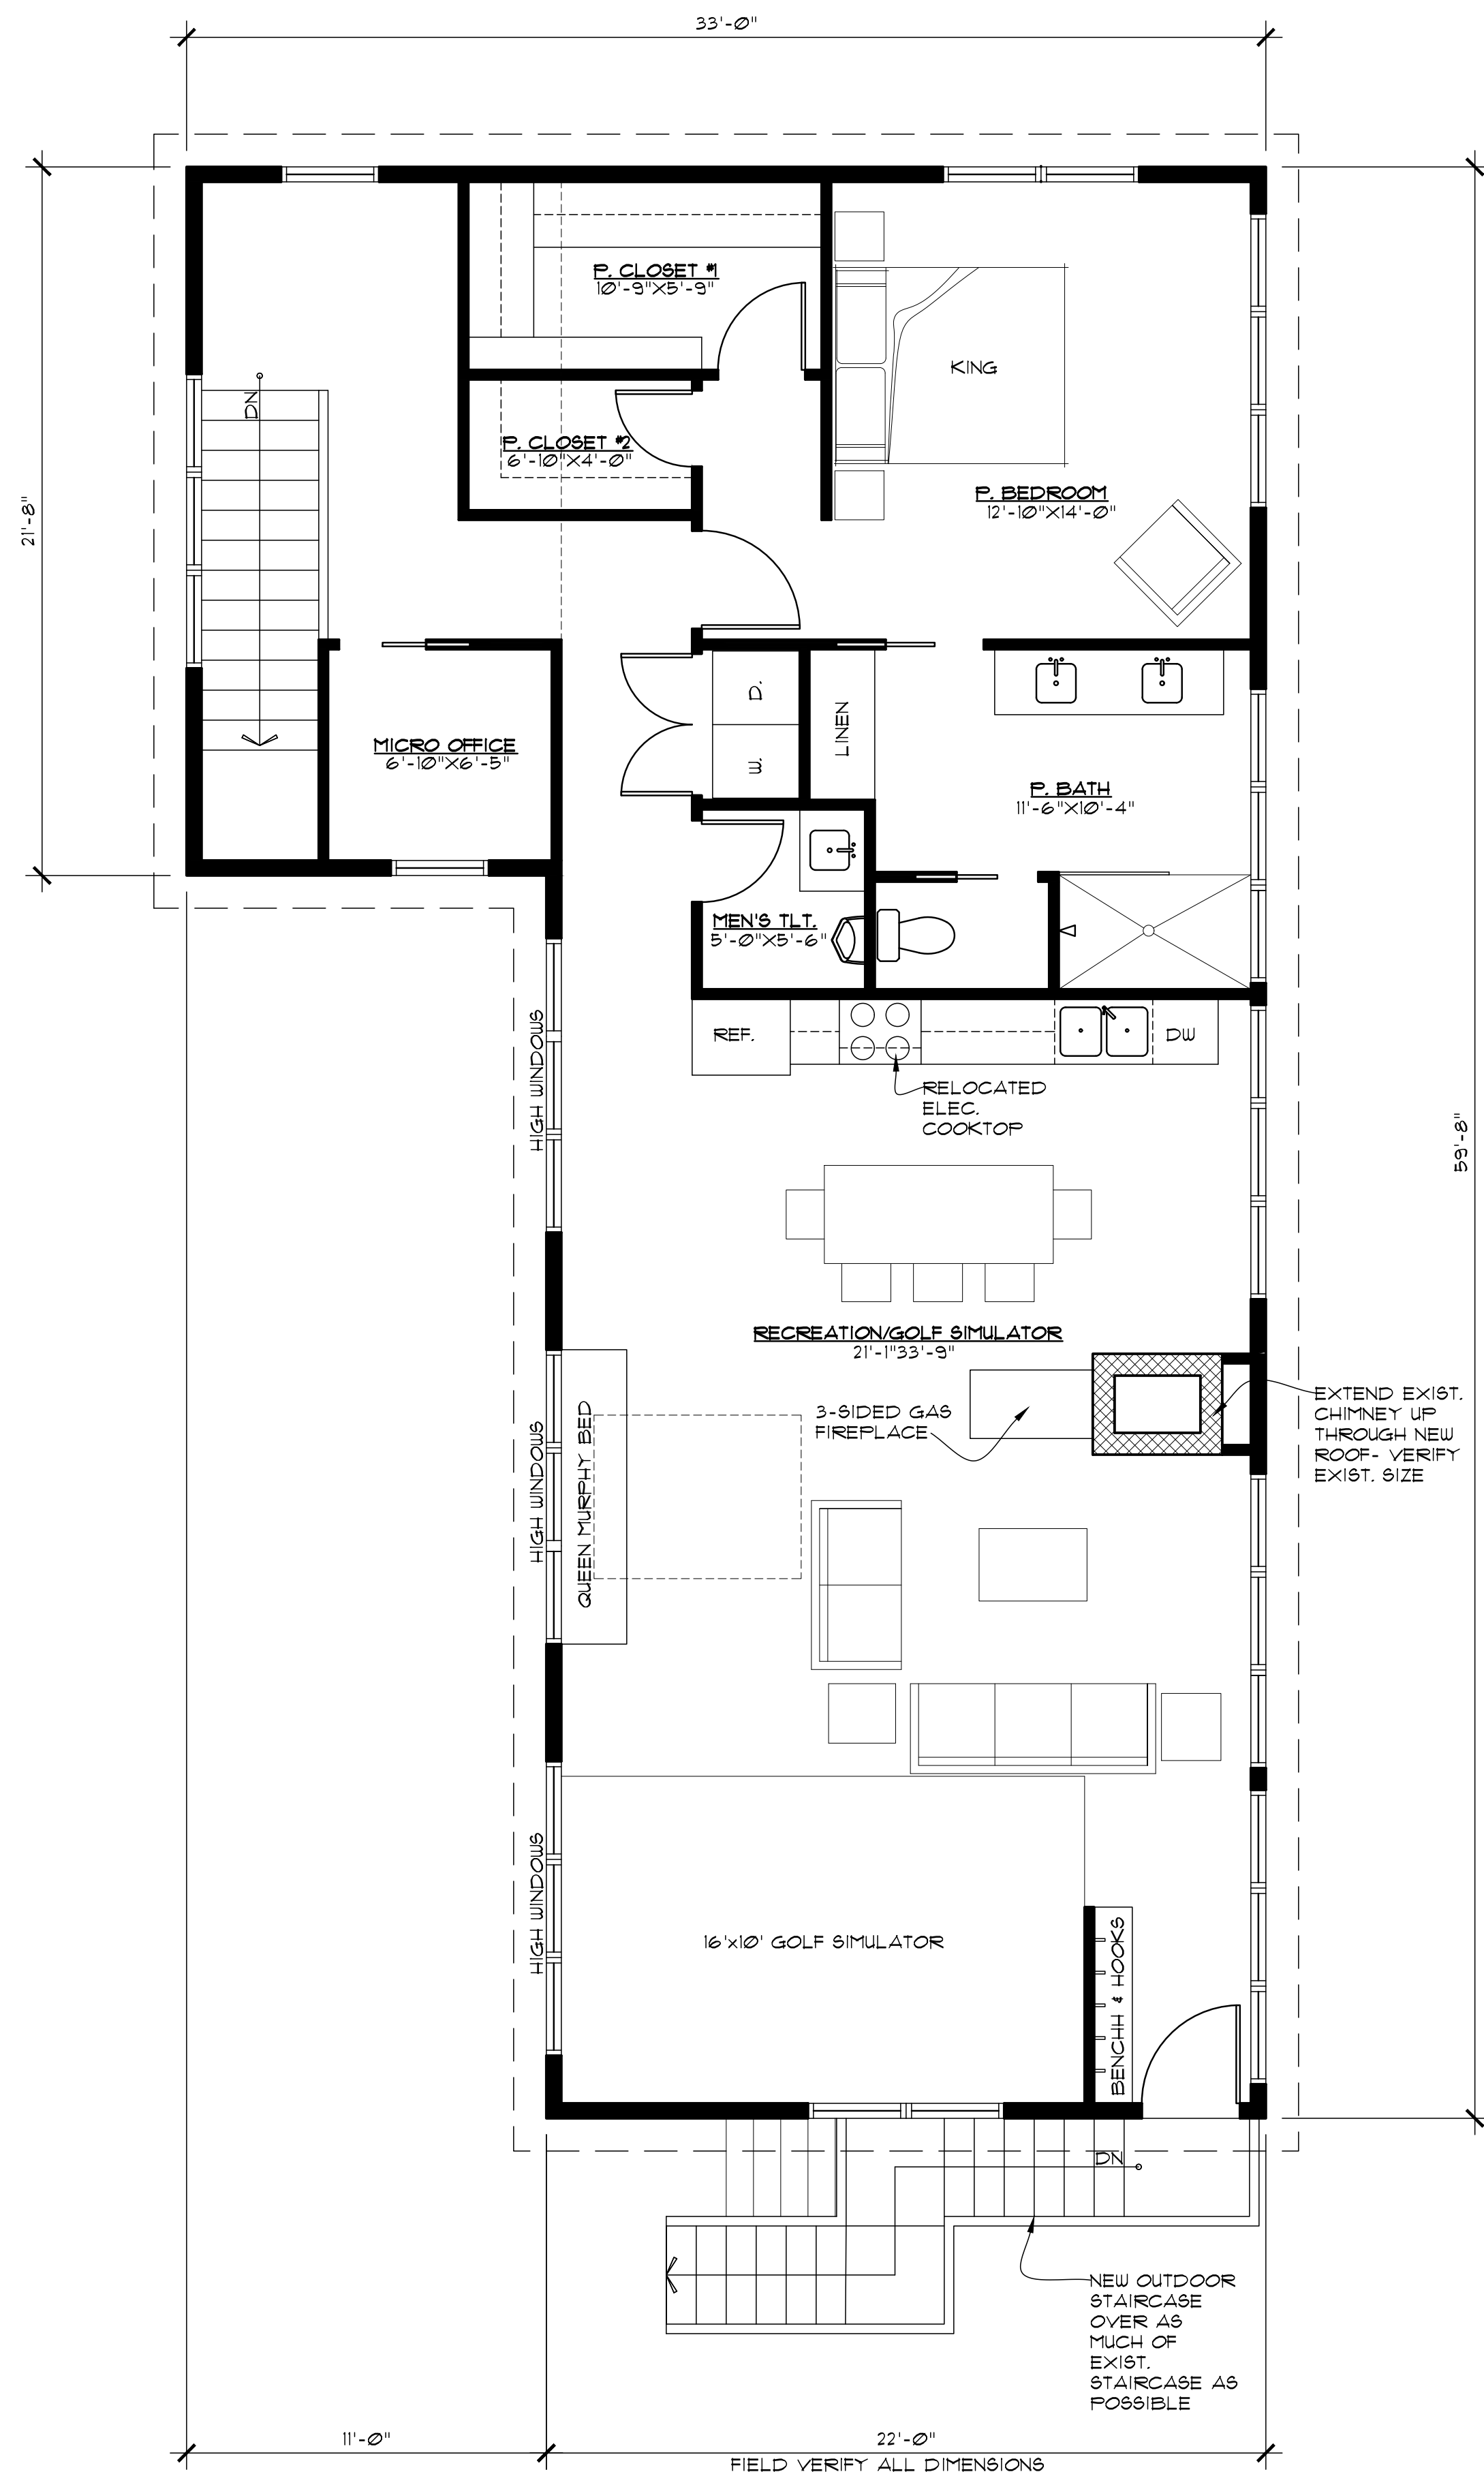 33'-0"
P. CLOSET #1
10'-9"X5'-9"
KING
DN
P. CLOSET #2
6'-10"X4'-0"
P. BEDROOM
12'-10"X14'-0"
21'-8"
D.
LINEN
MICRO OFFICE
6'-10"X6'-5"
W.
P. BATH
11'-6"X10'-4"
MEN'S TLT.
5'-0"X5'-6"
REF.
DW
HIGH WINDOWS
RELOCATED
ELEC.
COOKTOP
59'-8"
RECREATION/GOLF SIMULATOR
21'-1"33'-9"
3-SIDED GAS
FIREPLACE
EXTEND EXIST.
CHIMNEY UP
THROUGH NEW
ROOF- VERIFY
EXIST. SIZE
HIGH WINDOWS
QUEEN MURPHY BED
HIGH WINDOWS
16'x10' GOLF SIMULATOR
BENCHH & HOOKS
DN
NEW OUTDOOR
STAIRCASE
OVER AS
MUCH OF
EXIST.
STAIRCASE AS
POSSIBLE
11'-0"
22'-0"
FIELD VERIFY ALL DIMENSIONS